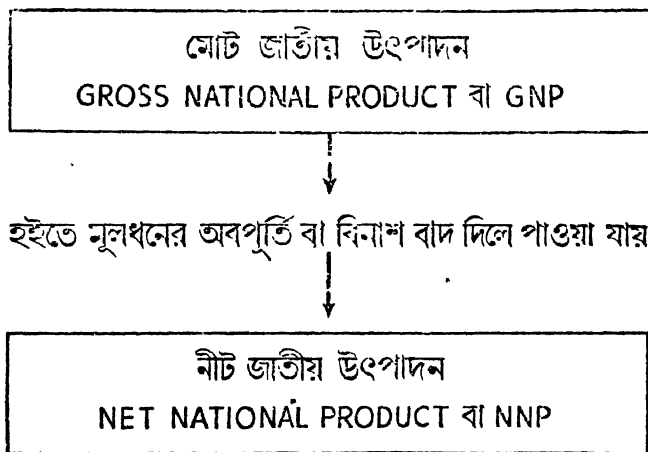 মোট জাতীয় উৎপাদন
GROSS NATIONAL PRODUCT বা GNP
হইতে মূলধনের অবপূর্তি বা বিনাশ বাদ দিলে পাওয়া যায়
নীট জাতীয় উৎপাদন
NET NATIONAL PRODUCT বা NNP